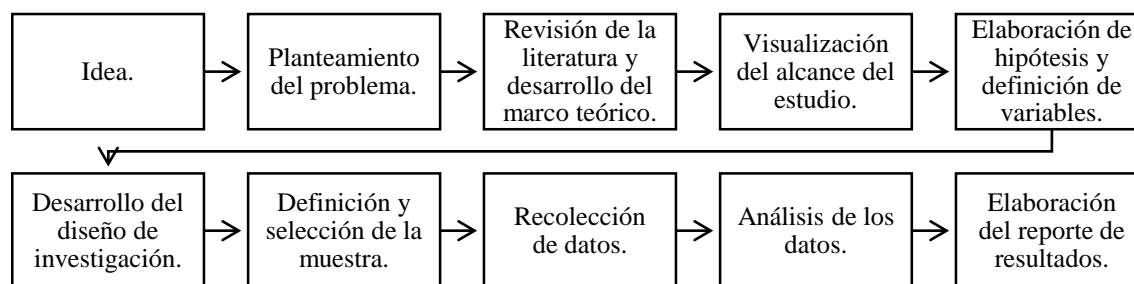 Idea.
Planteamiento
del problema.
Revisión de la
literatura y
desarrollo del
marco teórico.
Visualización
del alcance del
estudio.
Elaboración de
hipótesis y
definición de
variables.
Desarrollo del
diseño de
investigación.
Definición y
selección de la
muestra.
Recolección
de datos.
Análisis de los
datos.
Elaboración
del reporte de
resultados.